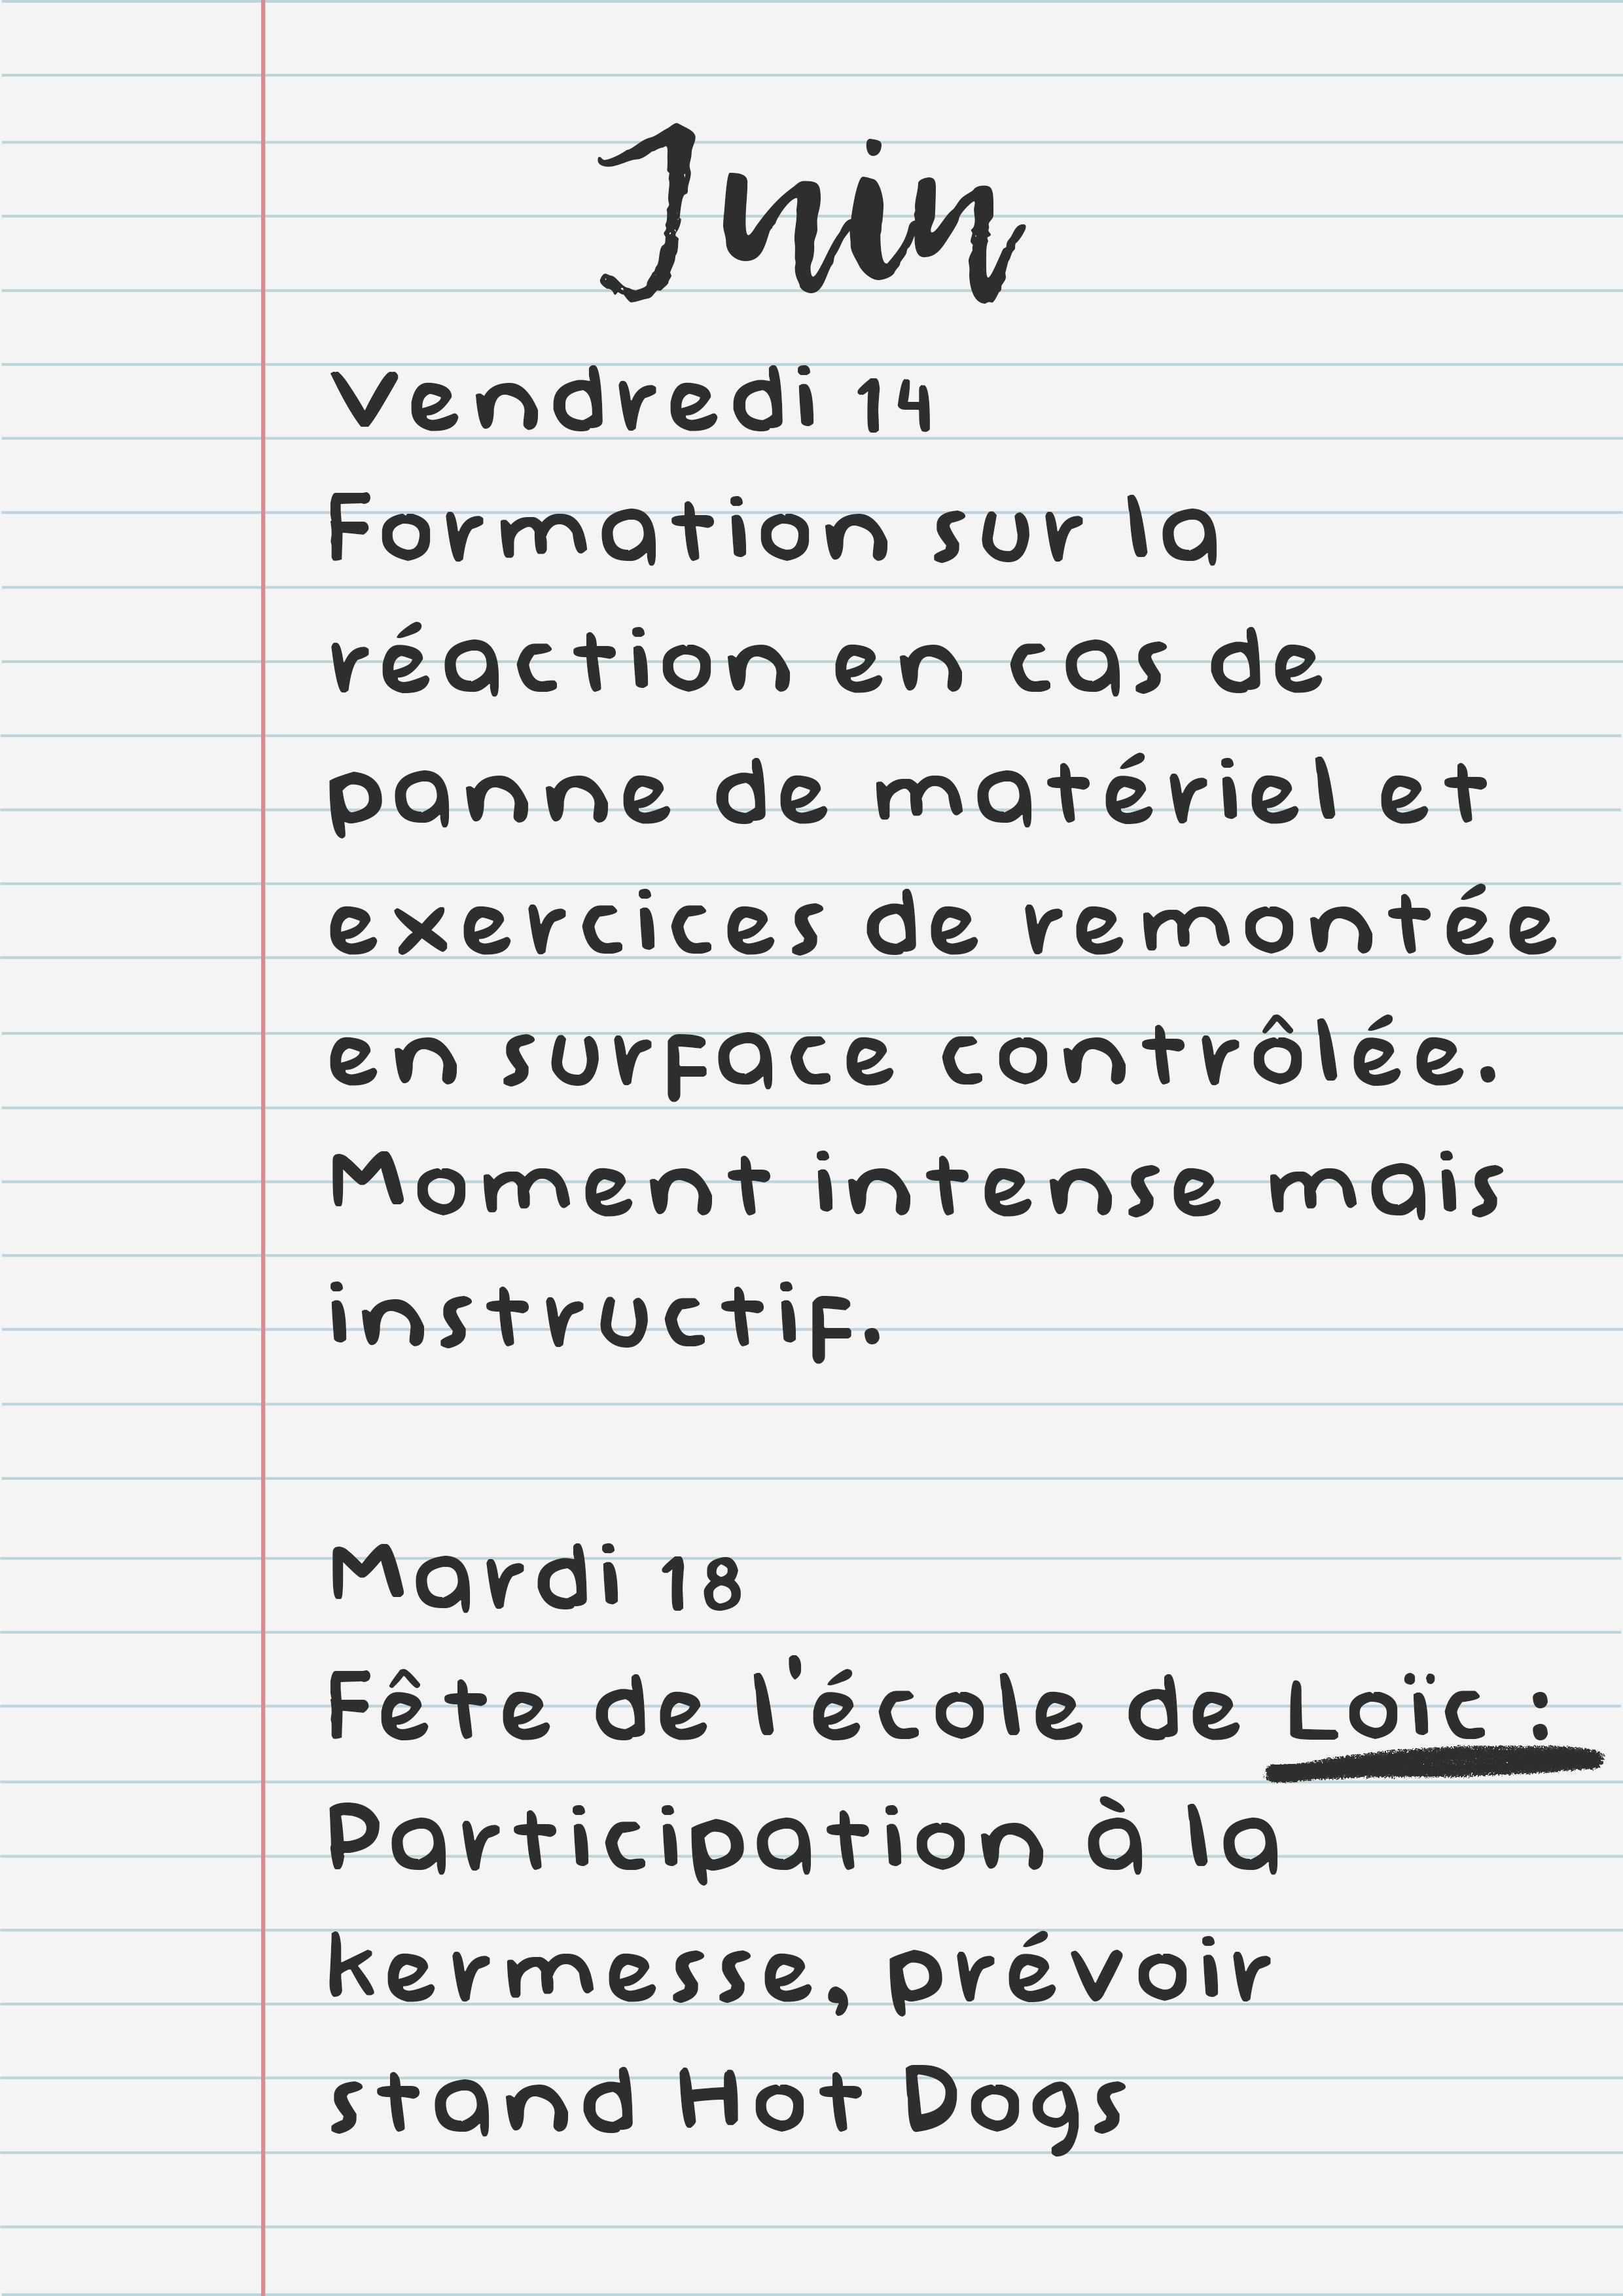 Juin
Vendredi 14
Formation sur la
réaction en cas de
panne de matériel et
exercices de remontée
en surface contrôlée.
Moment intense mais
instructif.
Mardi 18
Fête de l'école de Loïc :
Participation à la
kermesse, prévoir
stand Hot Dogs